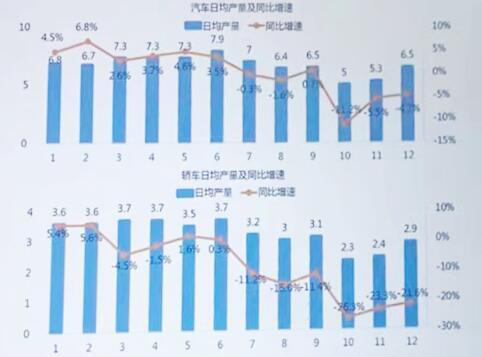 汽车日均产量及同比增速
日均产量 同比增速
10 4.5% 6.8% 7.3 7.3 7.3 7.9 7 6.4 6.5 5 5.3 6.5 10%
6.8 6.7 2.6% 3.7% 4.6% 3.5% -0.3% -1.6% -11.2% -5.5% -4.7% 5%
5 0%
-5%
-10%
0 -15%
1 2 3 4 5 6 7 8 9 10 11 12
轿车日均产量及同比增速
日均产量 同比增速
4 3.6 3.6 3.7 3.7 3.5 3.7 3.2 3 3.1 2.3 2.4 2.9 10%
5.4% 5.6% -4.5% -1.5% 1.6% 0.3% -11.2% -15.6% -11.4% -26.3% -23.3% -21.6%
3 0%
2 -10%
1 -20%
0 -30%
1 2 3 4 5 6 7 8 9 10 11 12